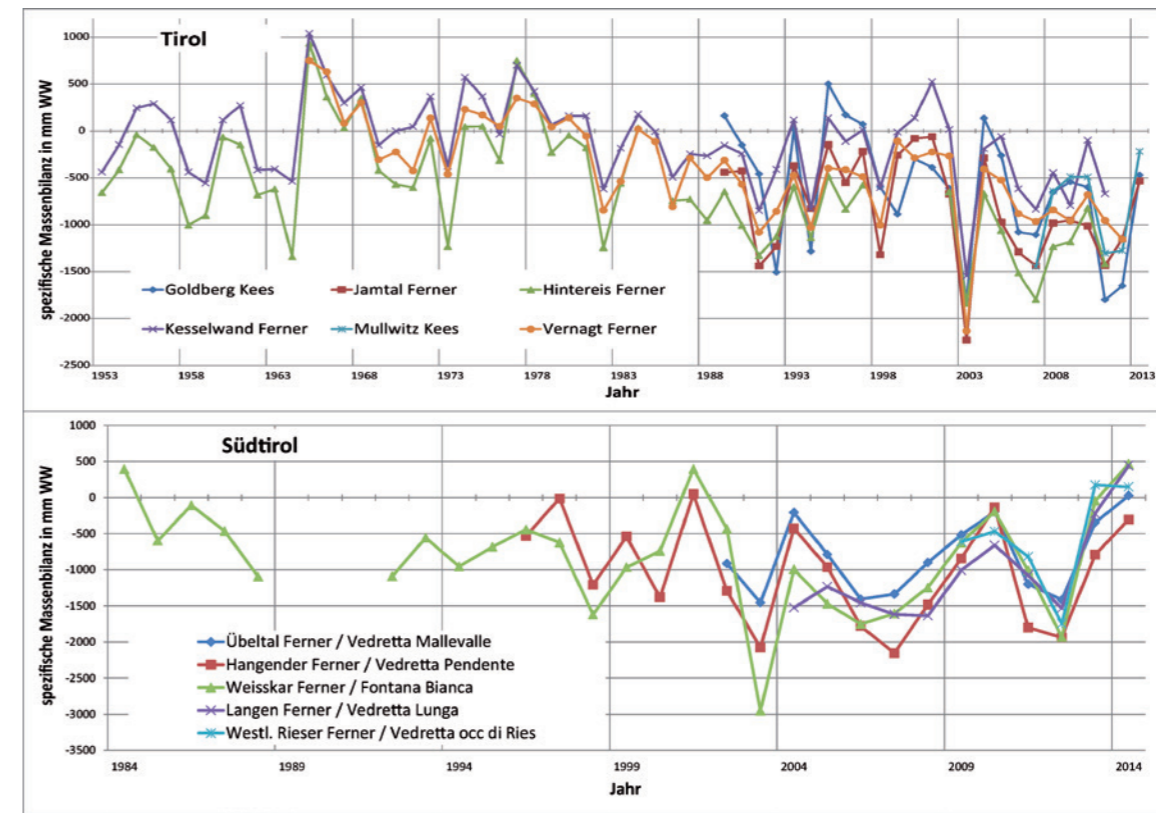 Tirol
spezifische Massenbilanz in mm WW
1000
500
0
-500
-1000
-1500
-2000
-2500
Goldberg Kees
Jamtal Ferner
Hintereis Ferner
Kesselwand Ferner
Mullwitz Kees
Vernagt Ferner
1953 1958 1963 1968 1973 1978 1983 1988 1993 1998 2003 2008 2013
Jahr
Südtirol
spezifische Massenbilanz in mm WW
1000
500
0
-500
-1000
-1500
-2000
-2500
-3000
-3500
Übeltal Ferner / Vedretta Mallevalle
Hangender Ferner / Vedretta Pendente
Weisskar Ferner / Fontana Bianca
Langen Ferner / Vedretta Lunga
Westl. Rieser Ferner / Vedretta occ di Ries
1984 1989 1994 1999 2004 2009 2014
Jahr